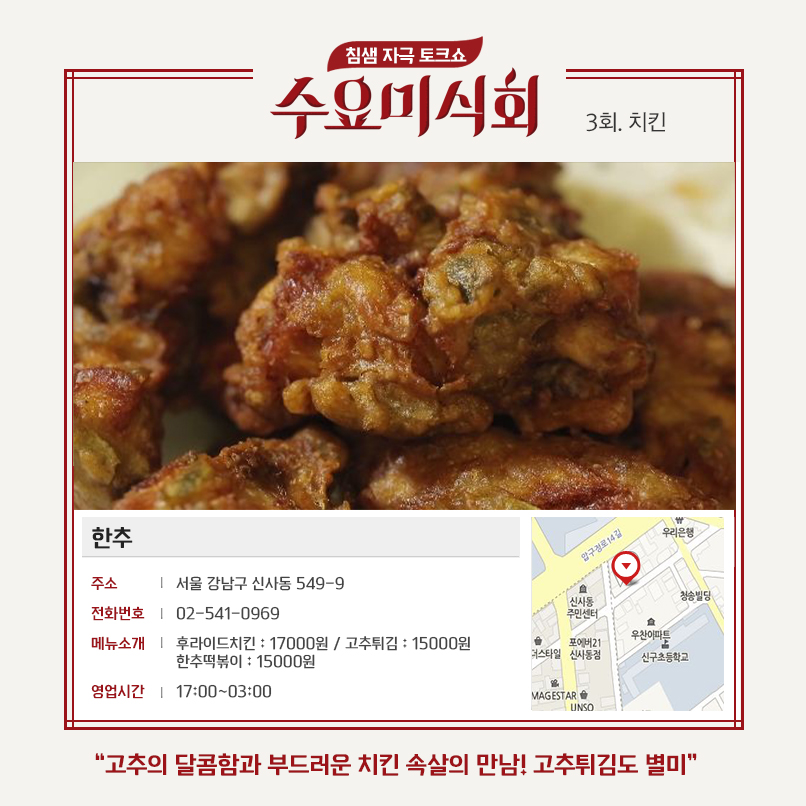 침샘 자극 토크쇼
수요미식회
3회. 치킨
한추
주소 | 서울 강남구 신사동 549-9
전화번호 | 02-541-0969
메뉴소개 | 후라이드치킨 : 17000원 / 고추튀김 : 15000원
한추떡볶이 : 15000원
영업시간 | 17:00~03:00
우리은행
압구정로14길
청송빌딩
신사동
주민센터
우찬아파트
포에버21
신사동점
더스타일
신구초등학교
MAGESTAR
UNSO
“고추의 달콤함과 부드러운 치킨 속살의 만남! 고추튀김도 별미”